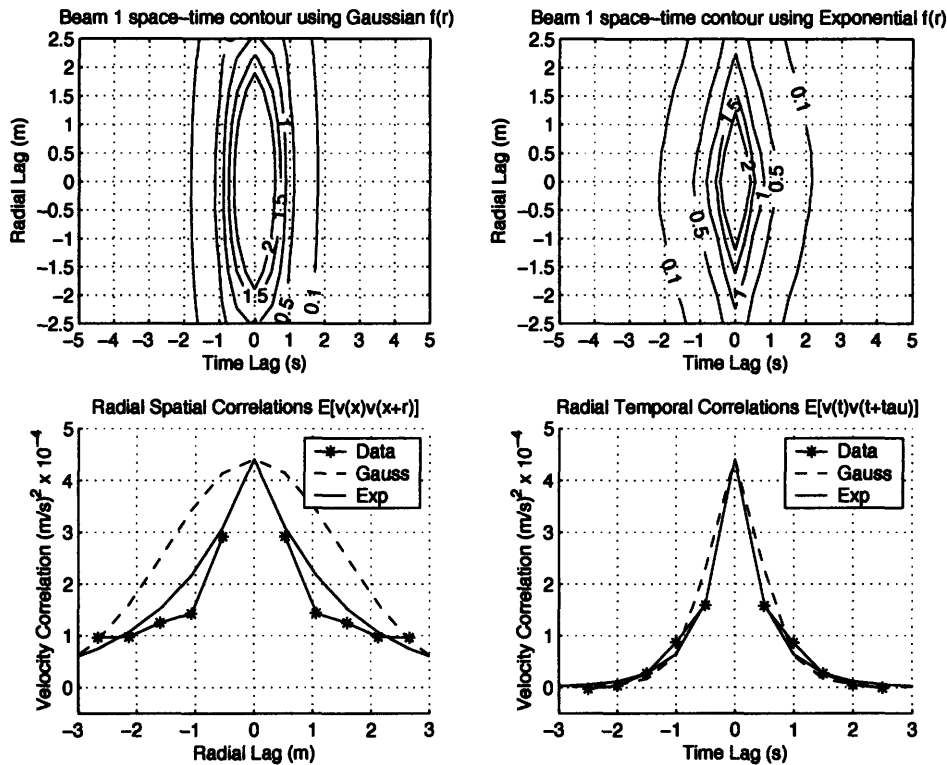 Beam 1 space--time contour using Gaussian f(r)
2.5
2
1.5
1
0.5
0
−0.5
−1
−1.5
−2
−2.5
Radial Lag (m)
1
1.5
2
1.5
0.5
0.1
−5 −4 −3 −2 −1 0 1 2 3 4 5
Time Lag (s)
Beam 1 space--time contour using Exponential f(r)
2.5
2
1.5
1
0.5
0
−0.5
−1
−1.5
−2
−2.5
Radial Lag (m)
0.1
1.5
2
0.5
1
0.5
0.1
0.1
1
−5 −4 −3 −2 −1 0 1 2 3 4 5
Time Lag (s)
Radial Spatial Correlations E[v(x)v(x+r)]
5
4
3
2
1
0
Velocity Correlation (m/s)² x 10⁻⁴
Data
Gauss
Exp
−3 −2 −1 0 1 2 3
Radial Lag (m)
Radial Temporal Correlations E[v(t)v(t+tau)]
5
4
3
2
1
0
Velocity Correlation (m/s)² x 10⁻⁴
Data
Gauss
Exp
−3 −2 −1 0 1 2 3
Time Lag (s)